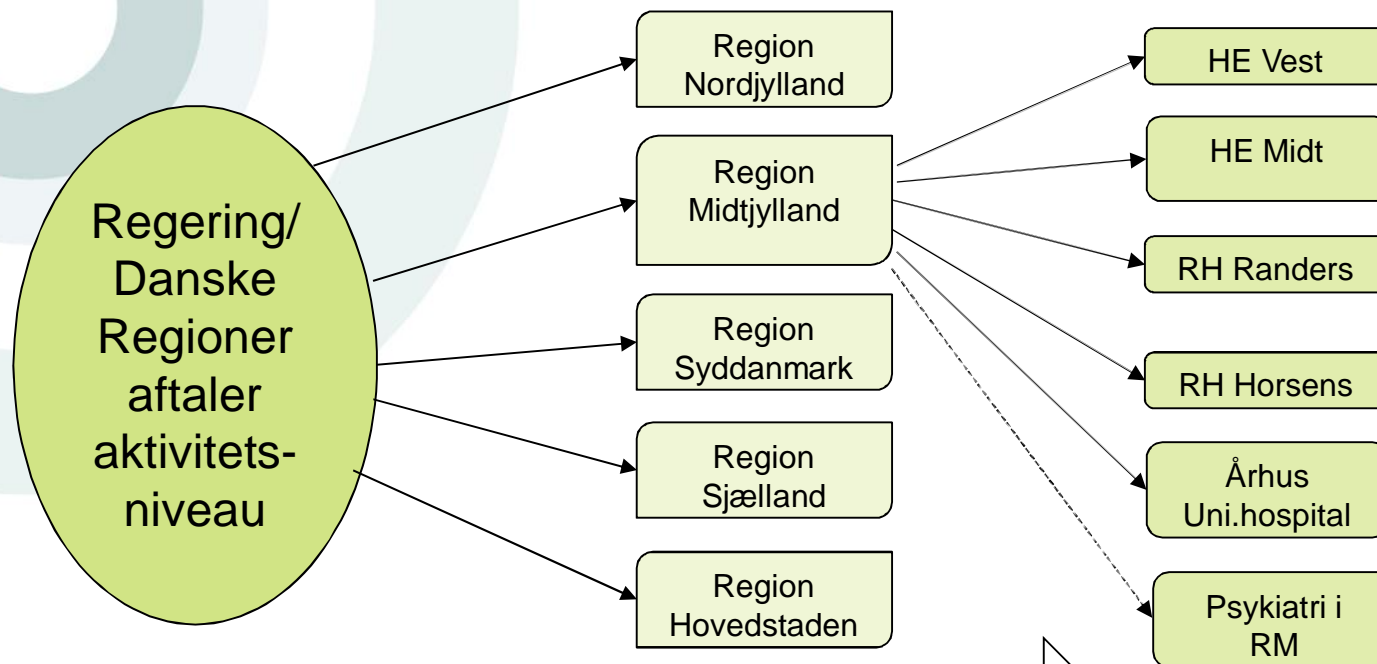 Regering/
Danske
Regioner
aftaler
aktivitets-
niveau
Region
Nordjylland
Region
Midtjylland
Region
Syddanmark
Region
Sjælland
Region
Hovedstaden
HE Vest
HE Midt
RH Randers
RH Horsens
Århus
Uni.hospital
Psykiatri i
RM